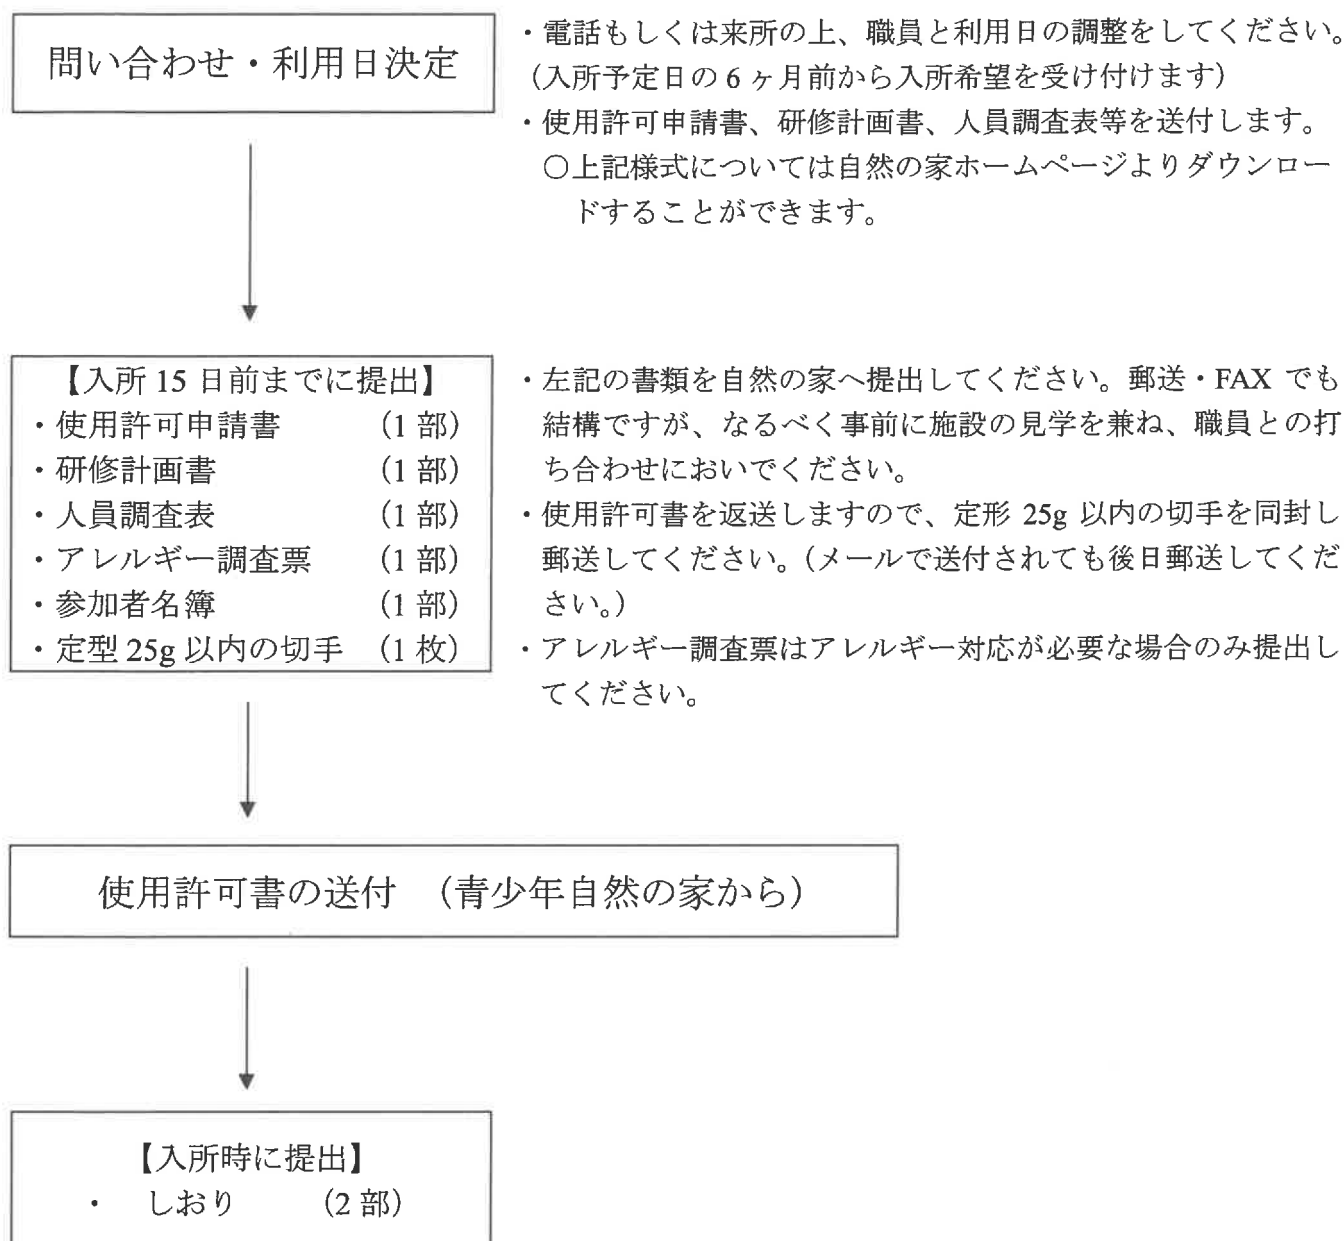 問い合わせ・利用日決定
・電話もしくは来所の上、職員と利用日の調整をしてください。
（入所予定日の 6 ヶ月前から入所希望を受け付けます）
・使用許可申請書、研修計画書、人員調査表等を送付します。
○上記様式については自然の家ホームページよりダウンロー
ドすることができます。
【入所 15 日前までに提出】
・使用許可申請書　（1 部）
・研修計画書　（1 部）
・人員調査表　（1 部）
・アレルギー調査票　（1 部）
・参加者名簿　（1 部）
・定型 25g 以内の切手　（1 枚）
・左記の書類を自然の家へ提出してください。郵送・FAX でも
結構ですが、なるべく事前に施設の見学を兼ね、職員との打
ち合わせにおいでください。
・使用許可書を返送しますので、定形 25g 以内の切手を同封し
郵送してください。（メールで送付されても後日郵送してくだ
さい。）
・アレルギー調査票はアレルギー対応が必要な場合のみ提出し
てください。
使用許可書の送付　（青少年自然の家から）
【入所時に提出】
・　しおり　（2 部）